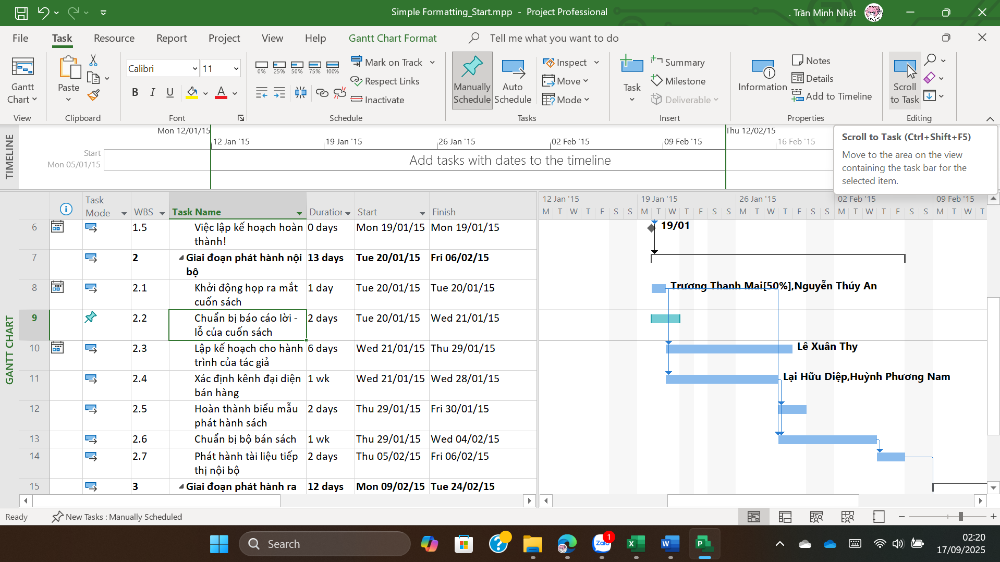 Simple Formatting_Start.mpp - Project Professional
. Trần Minh Nhật
File Task Resource Report Project View Help Gantt Chart Format Tell me what you want to do
Gantt Chart
View
Paste
Clipboard
Calibri 11
B I U A
Font
0% 25% 50% 75% 100%
Mark on Track
Respect Links
Inactivate
Schedule
Manually Schedule
Auto Schedule
Inspect
Move
Mode
Tasks
Task
Summary
Milestone
Deliverable
Insert
Information
Notes
Details
Add to Timeline
Properties
Scroll to Task
Editing
Scroll to Task (Ctrl+Shift+F5)
Move to the area on the view
containing the task bar for the
selected item.
TIMELINE
Mon 12/01/15 Thu 12/02/15
12 Jan '15 19 Jan '15 26 Jan '15 02 Feb '15 09 Feb '15 16 Feb '15
Start
Mon 05/01/15
Add tasks with dates to the timeline
GANTT CHART
Task Mode WBS Task Name Duration Start Finish
12 Jan '15 19 Jan '15 26 Jan '15 02 Feb '15 09 Feb '15
M T W T F S S M T W T F S S M T W T F S S M T W T F S S M T W T
6 1.5 Việc lập kế hoạch hoàn thành! 0 days Mon 19/01/15 Mon 19/01/15
19/01
7 2 Giai đoạn phát hành nội bộ 13 days Tue 20/01/15 Fri 06/02/15
8 2.1 Khởi động họp ra mắt cuốn sách 1 day Tue 20/01/15 Tue 20/01/15
Trương Thanh Mai[50%],Nguyễn Thúy An
9 2.2 Chuẩn bị báo cáo lời - lỗ của cuốn sách 2 days Tue 20/01/15 Wed 21/01/15
10 2.3 Lập kế hoạch cho hành trình của tác giả 6 days Wed 21/01/15 Thu 29/01/15
Lê Xuân Thy
11 2.4 Xác định kênh đại diện bán hàng 1 wk Wed 21/01/15 Wed 28/01/15
Lại Hữu Diệp,Huỳnh Phương Nam
12 2.5 Hoàn thành biểu mẫu phát hành sách 2 days Thu 29/01/15 Fri 30/01/15
13 2.6 Chuẩn bị bộ bán sách 1 wk Thu 29/01/15 Wed 04/02/15
14 2.7 Phát hành tài liệu tiếp thị nội bộ 2 days Thu 05/02/15 Fri 06/02/15
15 3 Giai đoạn phát hành ra 12 days Mon 09/02/15 Tue 24/02/15
Ready New Tasks : Manually Scheduled
Search
Zalo 1
02:20
17/09/2025